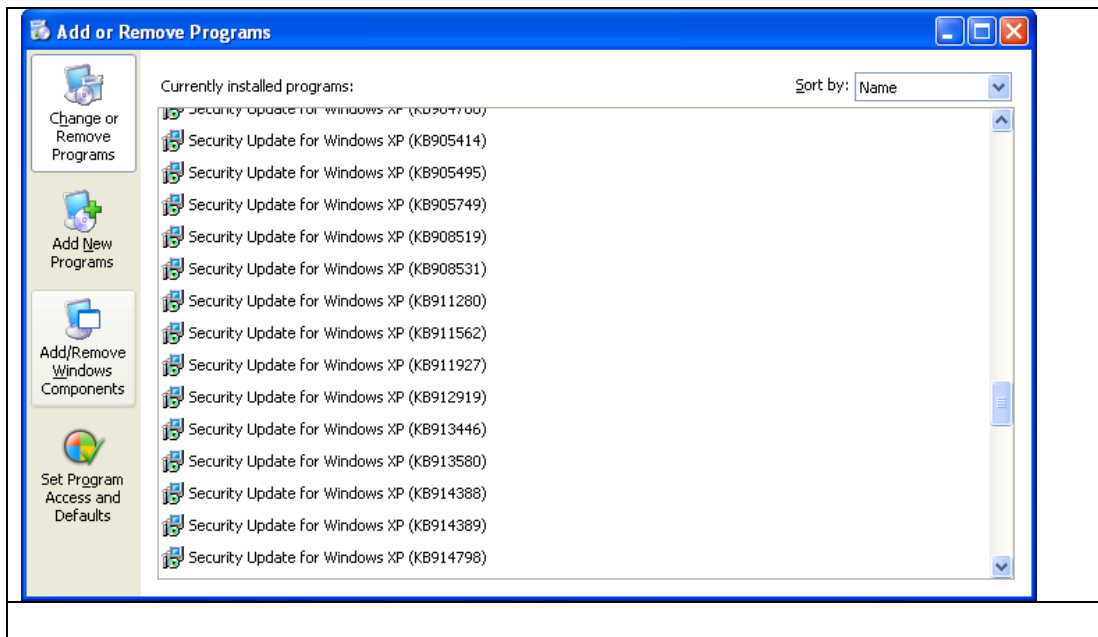 Add or Remove Programs
Change or
Remove
Programs
Add New
Programs
Add/Remove
Windows
Components
Set Program
Access and
Defaults
Currently installed programs:
Sort by: Name
Security Update for Windows XP
Security Update for Windows XP (KB905414)
Security Update for Windows XP (KB905495)
Security Update for Windows XP (KB905749)
Security Update for Windows XP (KB908519)
Security Update for Windows XP (KB908531)
Security Update for Windows XP (KB911280)
Security Update for Windows XP (KB911562)
Security Update for Windows XP (KB911927)
Security Update for Windows XP (KB912919)
Security Update for Windows XP (KB913446)
Security Update for Windows XP (KB913580)
Security Update for Windows XP (KB914388)
Security Update for Windows XP (KB914389)
Security Update for Windows XP (KB914798)